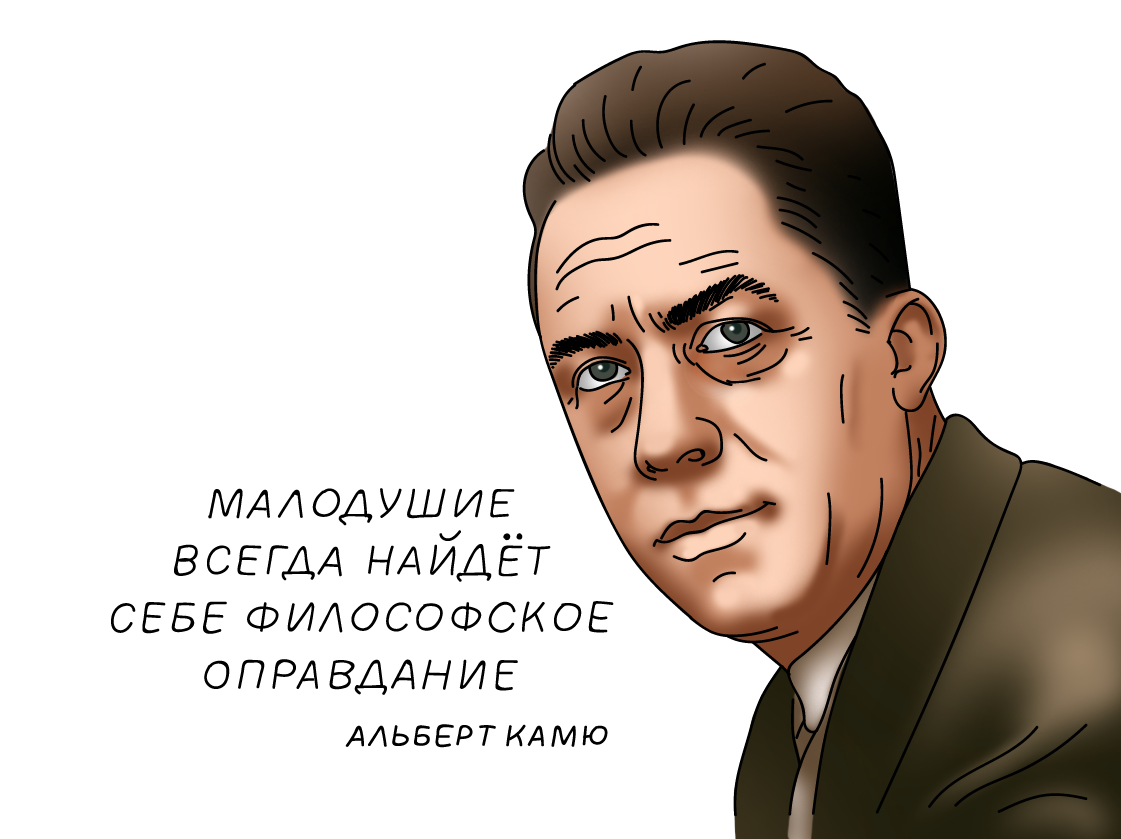 МАЛОДУШИЕ
ВСЕГДА НАЙДЁТ
СЕБЕ ФИЛОСОФСКОЕ
ОПРАВДАНИЕ
АЛЬБЕРТ КАМЮ